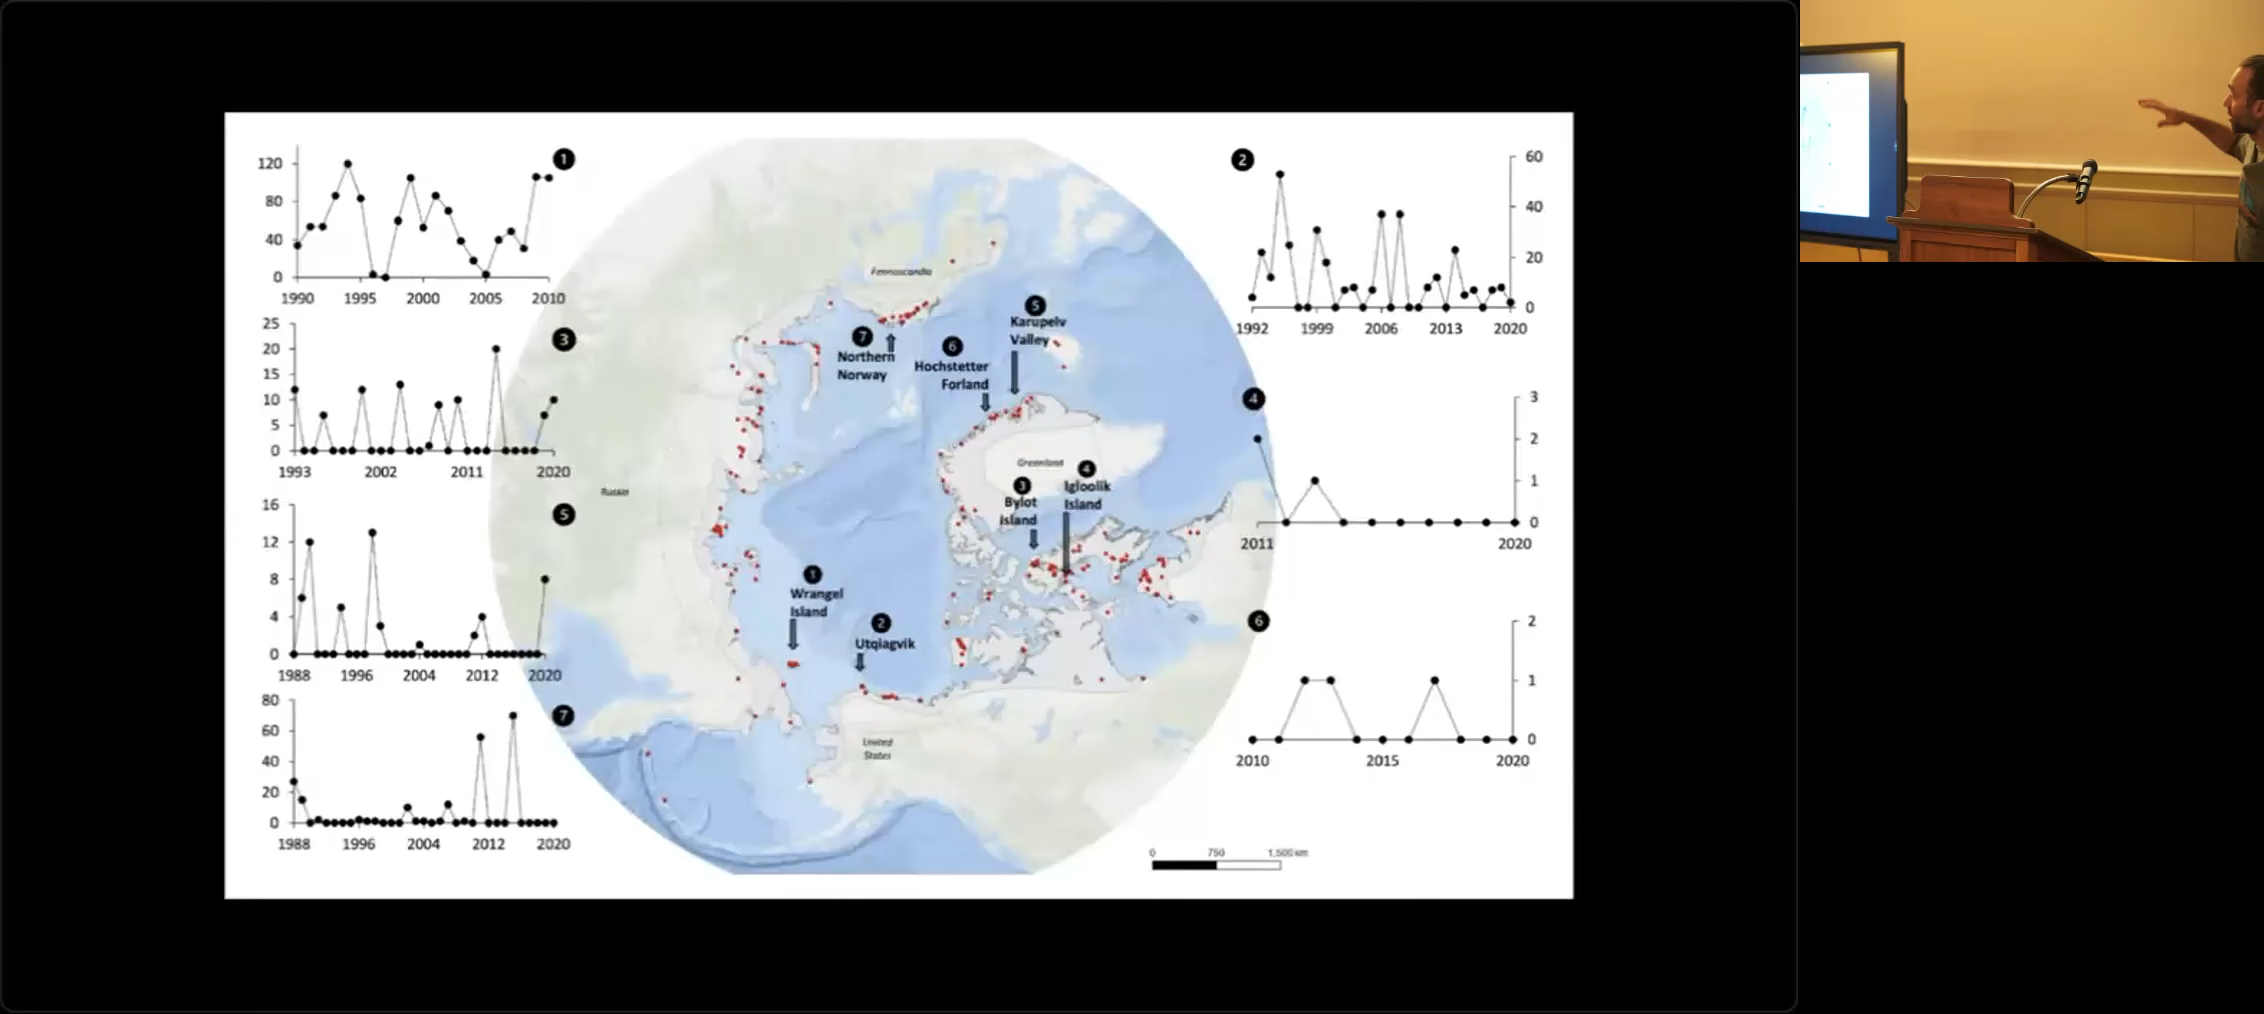 1
120
80
40
0
1990 1995 2000 2005 2010
2
60
40
20
0
1992 1999 2006 2013 2020
3
25
20
15
10
5
0
1993 2002 2011 2020
4
3
2
1
0
2011 2020
5
16
12
8
4
0
1988 1996 2004 2012 2020
6
2
1
0
2010 2015 2020
7
80
60
40
20
0
1988 1996 2004 2012 2020
Fennoscandia
5
Karupelv
Valley
7
Northern
Norway
6
Hochstetter
Forland
Greenland
4
Igloolik
Island
3
Bylot
Island
Russia
1
Wrangel
Island
2
Utqiagvik
United
States
0 750 1,500 km